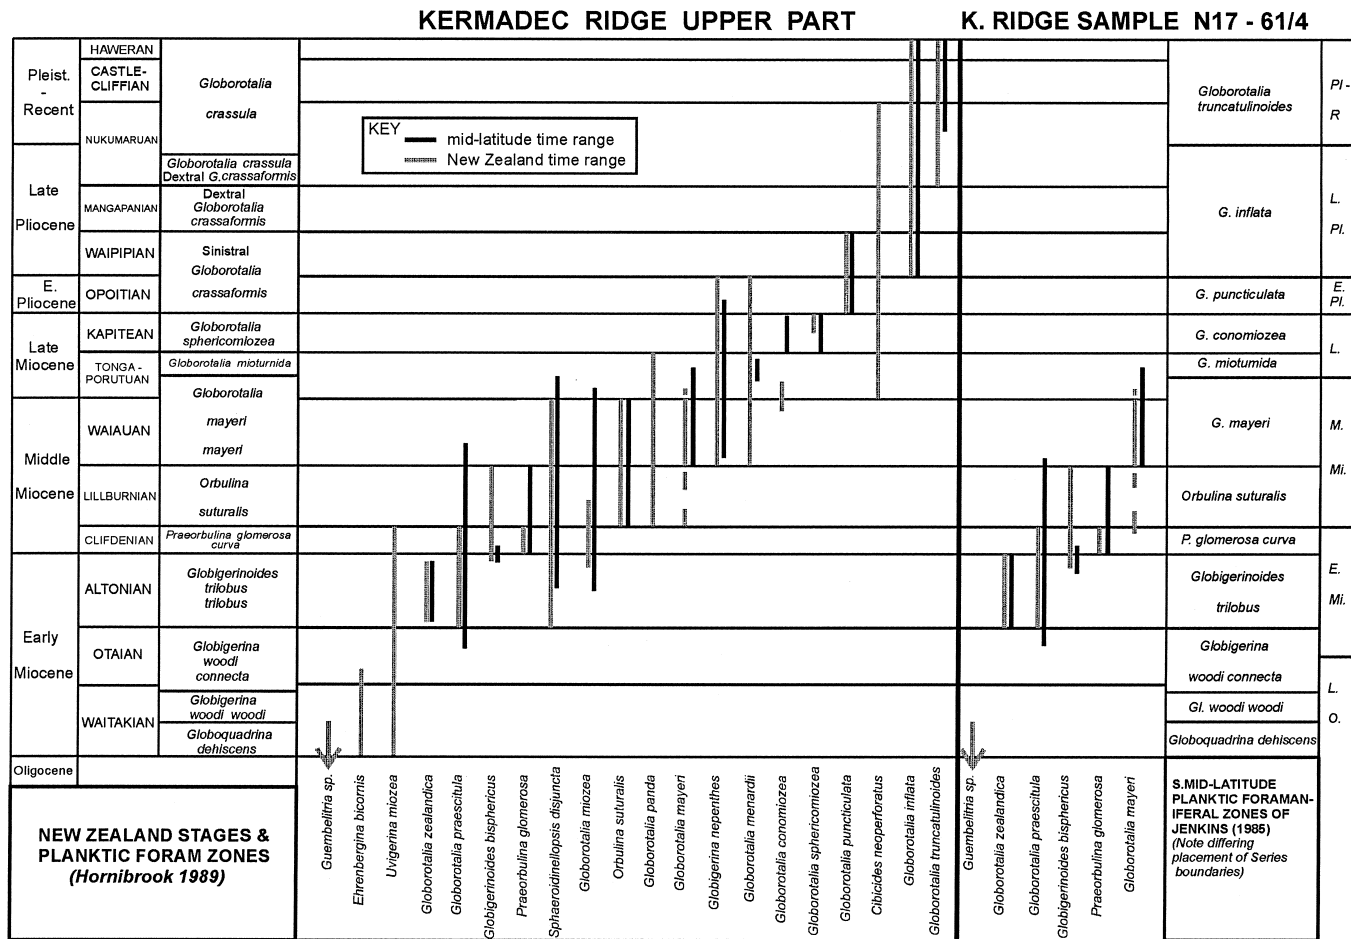 KERMADEC RIDGE UPPER PART
K. RIDGE SAMPLE N17 - 61/4
KEY
mid-latitude time range
New Zealand time range
Pleist.
-
Recent
Late
Pliocene
E.
Pliocene
Late
Miocene
Middle
Miocene
Early
Miocene
Oligocene
HAWERAN
CASTLE-
CLIFFIAN
NUKUMARUAN
MANGAPANIAN
WAIPIPIAN
OPOITIAN
KAPITEAN
TONGA-
PORUTUAN
WAIAUAN
LILLBURNIAN
CLIFDENIAN
ALTONIAN
OTAIAN
WAITAKIAN
Globorotalia
crassula
Globorotalia crassula
Dextral G.crassaformis
Dextral
Globorotalia
crassaformis
Sinistral
Globorotalia
crassaformis
Globorotalia
sphericomiozea
Globorotalia mioturnida
Globorotalia
mayeri
mayeri
Orbulina
suturalis
Praeorbulina glomerosa
curva
Globigerinoides
trilobus
trilobus
Globigerina
woodi
connecta
Globigerina
woodi woodi
Globoquadrina
dehiscens
NEW ZEALAND STAGES &
PLANKTIC FORAM ZONES
(Hornibrook 1989)
Guembelitria sp.
Ehrenbergina bicornis
Uvigerina miozea
Globorotalia zealandica
Globorotalia praescitula
Globigerinoides bisphericus
Praeorbulina glomerosa
Sphaeroidinellopsis disjuncta
Globorotalia miozea
Orbulina suturalis
Globorotalia panda
Globorotalia mayeri
Globigerina nepenthes
Globorotalia menardii
Globorotalia conomiozea
Globorotalia sphericomiozea
Globorotalia puncticulata
Cibicides neoperforatus
Globorotalia inflata
Globorotalia truncatulinoides
Guembelitria sp.
Globorotalia zealandica
Globorotalia praescitula
Globigerinoides bisphericus
Praeorbulina glomerosa
Globorotalia mayeri
Globorotalia
truncatulinoides
G. inflata
G. puncticulata
G. conomiozea
G. miotumida
G. mayeri
Orbulina suturalis
P. glomerosa curva
Globigerinoides
trilobus
Globigerina
woodi connecta
Gl. woodi woodi
Globoquadrina dehiscens
S.MID-LATITUDE
PLANKTIC FORAMAN-
IFERAL ZONES OF
JENKINS (1985)
(Note differing
placement of Series
boundaries)
Pl -
R
L.
Pl.
E.
Pl.
L.
M.
Mi.
E.
Mi.
L.
O.